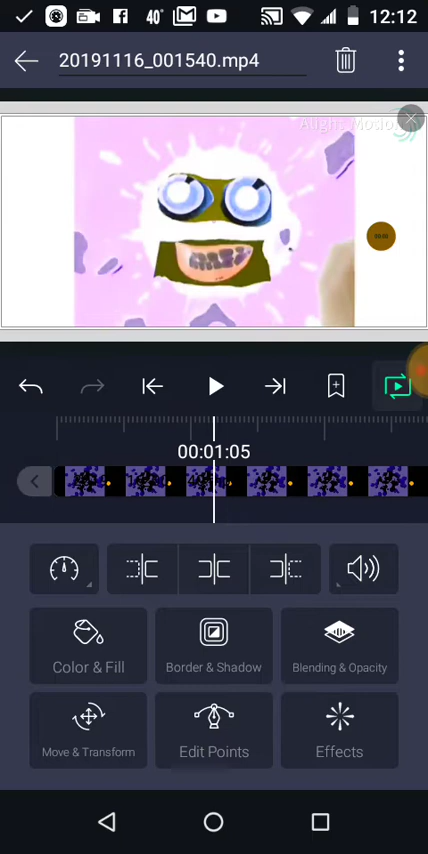 40°
12:12
20191116_001540.mp4
Alight Motion
00:01:05
Color & Fill
Border & Shadow
Blending & Opacity
Move & Transform
Edit Points
Effects